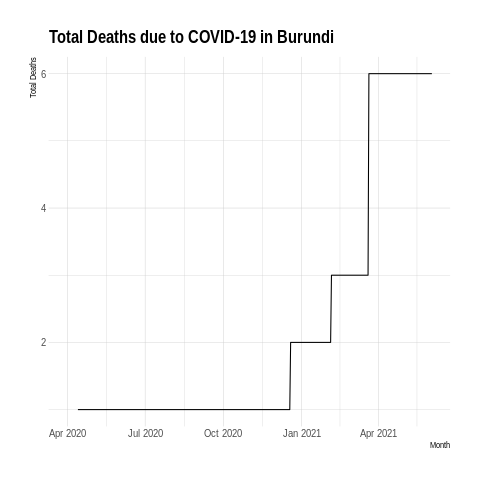 Total Deaths due to COVID-19 in Burundi
Total Deaths
6
4
2
Apr 2020
Jul 2020
Oct 2020
Jan 2021
Apr 2021
Month